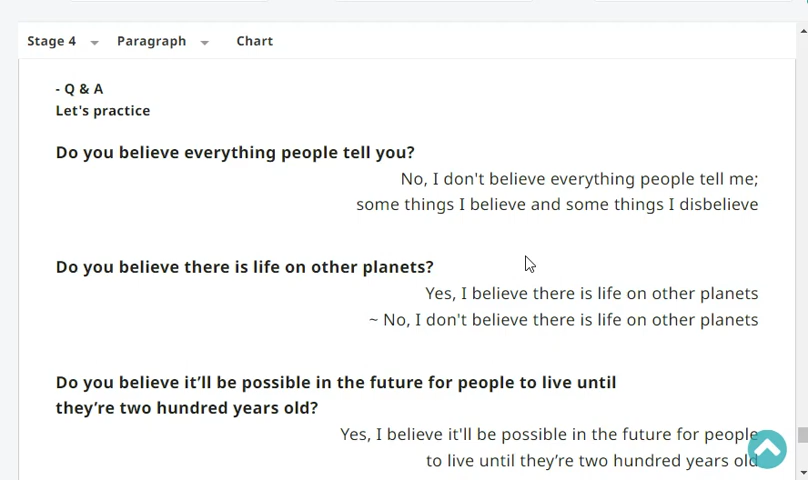 Stage 4 Paragraph Chart
- Q & A
Let's practice
Do you believe everything people tell you?
No, I don't believe everything people tell me;
some things I believe and some things I disbelieve
Do you believe there is life on other planets?
Yes, I believe there is life on other planets
~ No, I don't believe there is life on other planets
Do you believe it’ll be possible in the future for people to live until
they’re two hundred years old?
Yes, I believe it'll be possible in the future for people
to live until they’re two hundred years old